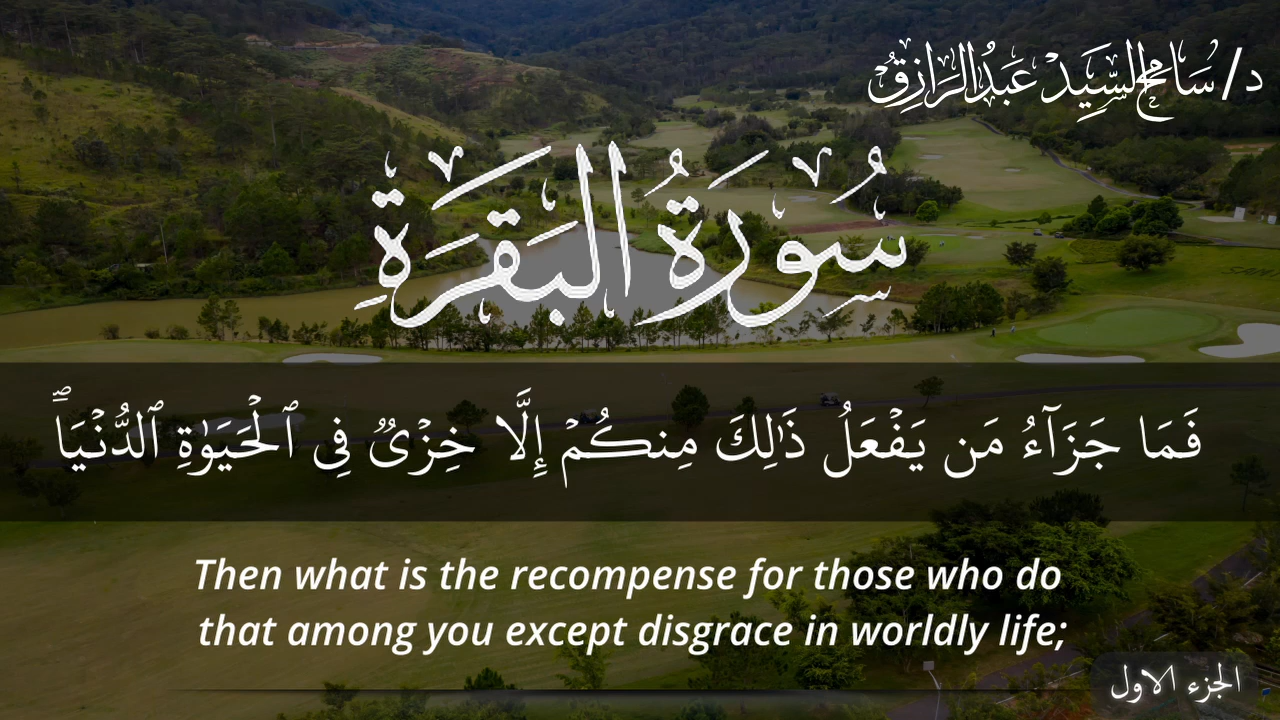 د/ سَامِح السَّيِّدْ عَبْدُ الرَّازِقُ
سُورَةُ البَقَرَةِ
فَمَا جَزَآءُ مَن يَفْعَلُ ذَٰلِكَ مِنكُمْ إِلَّا خِزْىٌ فِى ٱلْحَيَوٰةِ ٱلدُّنْيَاۖ
Then what is the recompense for those who do
that among you except disgrace in worldly life;
الجزء الاول